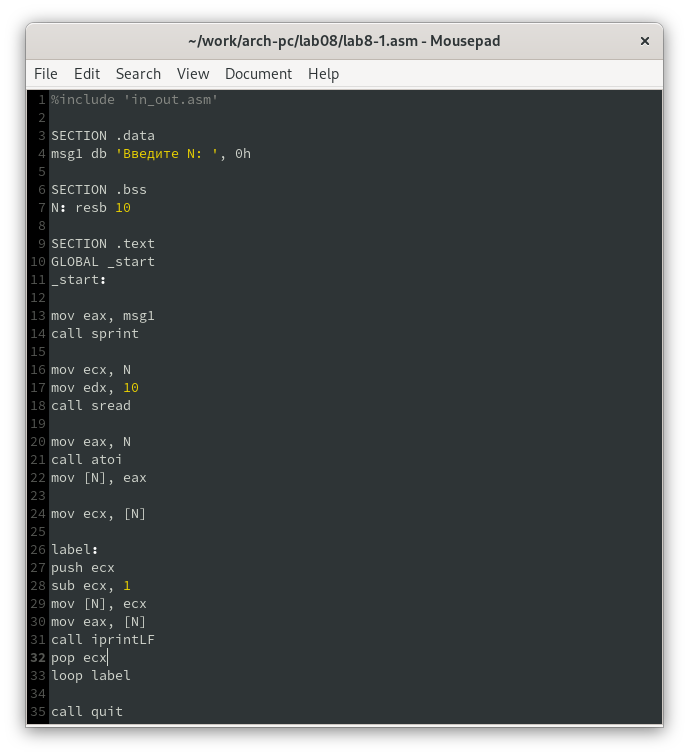 ~/work/arch-pc/lab08/lab8-1.asm - Mousepad ×
File Edit Search View Document Help
1 %include 'in_out.asm'
2
3 SECTION .data
4 msg1 db 'Введите N: ', 0h
5
6 SECTION .bss
7 N: resb 10
8
9 SECTION .text
10 GLOBAL _start
11 _start:
12
13 mov eax, msg1
14 call sprint
15
16 mov ecx, N
17 mov edx, 10
18 call sread
19
20 mov eax, N
21 call atoi
22 mov [N], eax
23
24 mov ecx, [N]
25
26 label:
27 push ecx
28 sub ecx, 1
29 mov [N], ecx
30 mov eax, [N]
31 call iprintLF
32 pop ecx
33 loop label
34
35 call quit